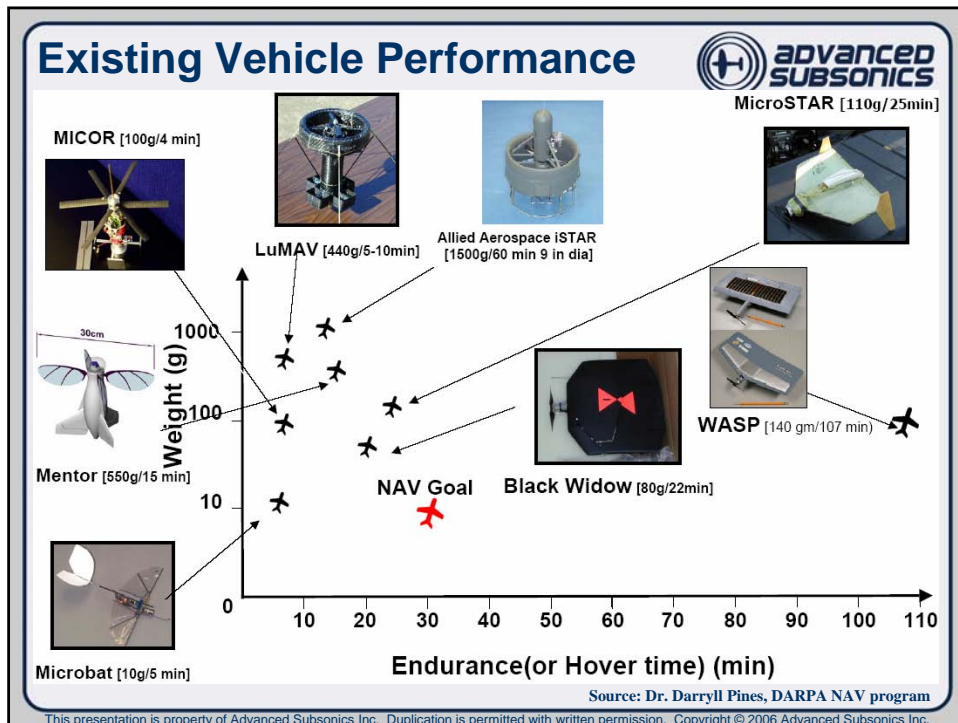 Existing Vehicle Performance
ADVANCED
SUBSONICS
MicroSTAR [110g/25min]
MICOR [100g/4 min]
LuMAV [440g/5-10min]
Allied Aerospace iSTAR
[1500g/60 min 9 in dia]
30cm
Mentor [550g/15 min]
WASP [140 gm/107 min)
NAV Goal
Black Widow [80g/22min]
Microbat [10g/5 min]
Weight (g)
1000
100
10
0
10 20 30 40 50 60 70 80 90 100 110
Endurance(or Hover time) (min)
Source: Dr. Darryll Pines, DARPA NAV program
This presentation is property of Advanced Subsonics Inc. Duplication is permitted with written permission. Copyright © 2006 Advanced Subsonics Inc.